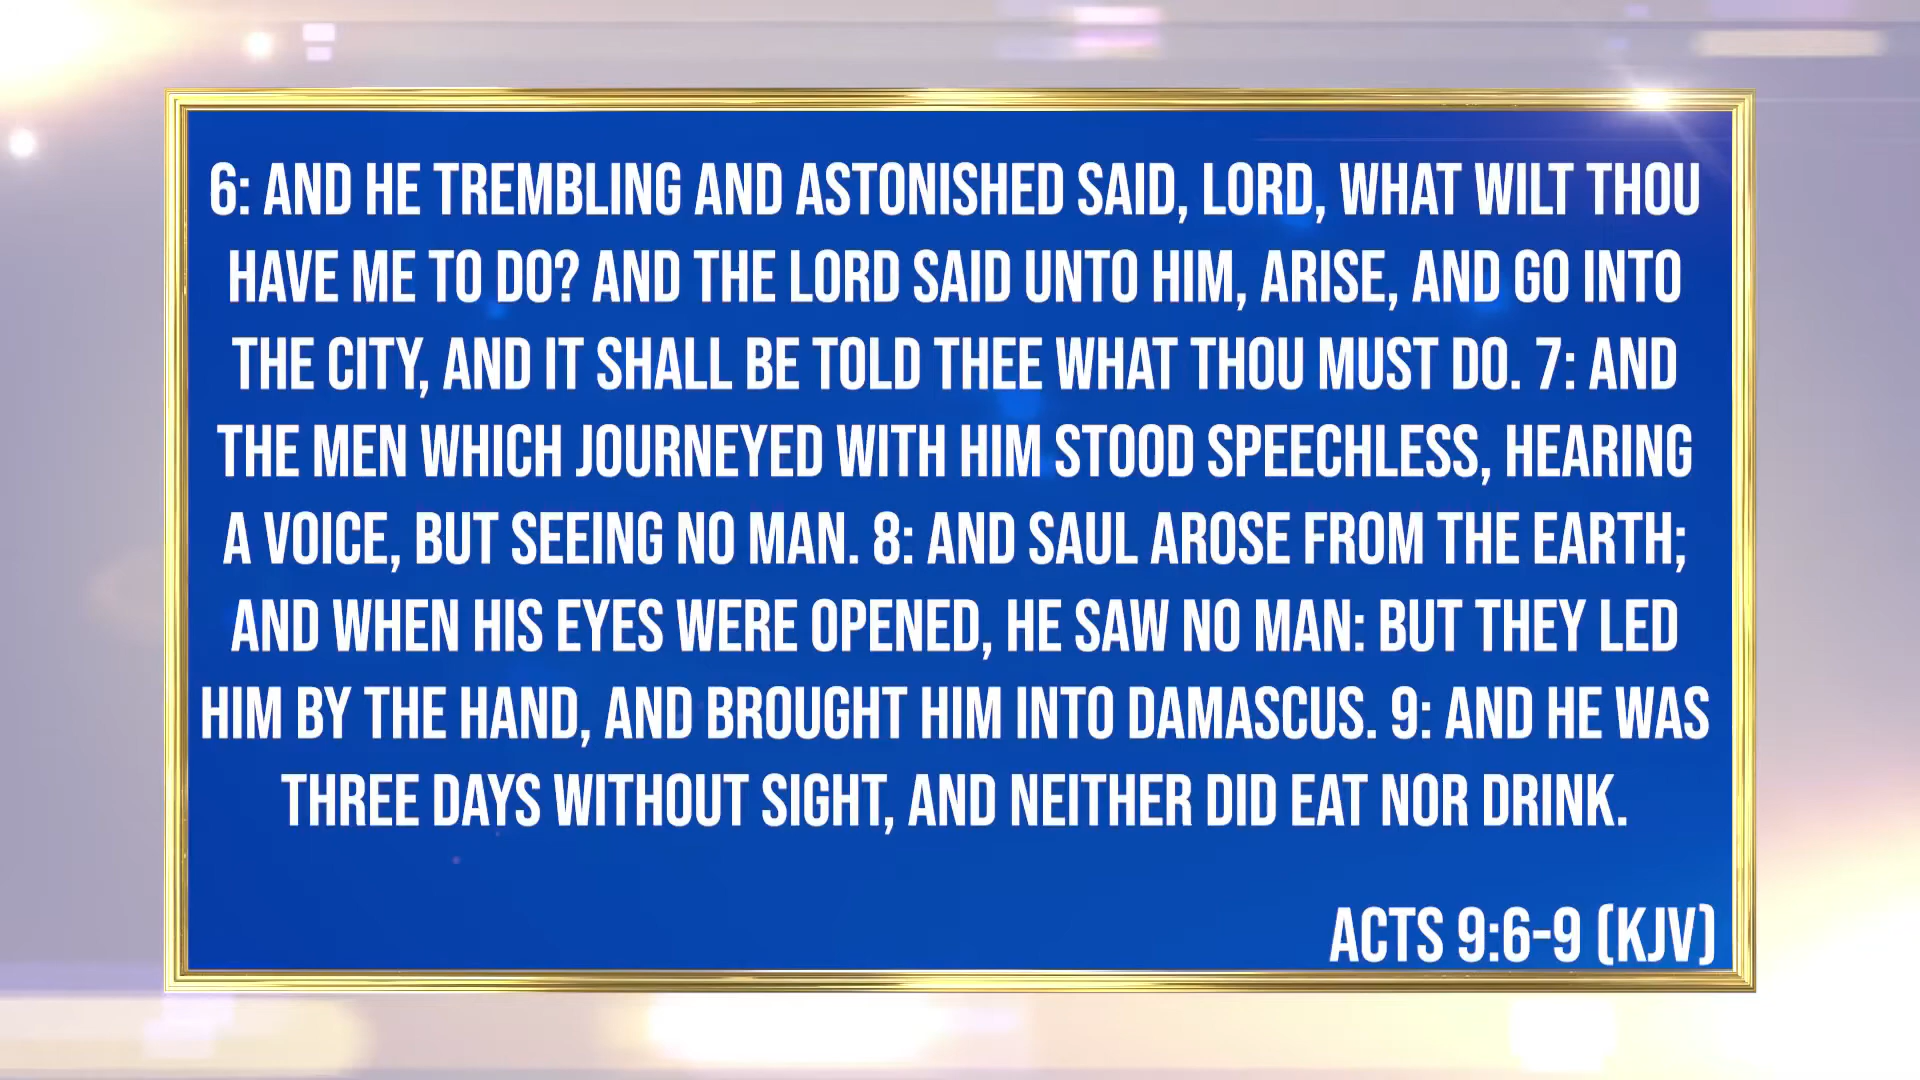 6: AND HE TREMBLING AND ASTONISHED SAID, LORD, WHAT WILT THOU
HAVE ME TO DO? AND THE LORD SAID UNTO HIM, ARISE, AND GO INTO
THE CITY, AND IT SHALL BE TOLD THEE WHAT THOU MUST DO. 7: AND
THE MEN WHICH JOURNEYED WITH HIM STOOD SPEECHLESS, HEARING
A VOICE, BUT SEEING NO MAN. 8: AND SAUL AROSE FROM THE EARTH;
AND WHEN HIS EYES WERE OPENED, HE SAW NO MAN: BUT THEY LED
HIM BY THE HAND, AND BROUGHT HIM INTO DAMASCUS. 9: AND HE WAS
THREE DAYS WITHOUT SIGHT, AND NEITHER DID EAT NOR DRINK.
ACTS 9:6-9 (KJV)